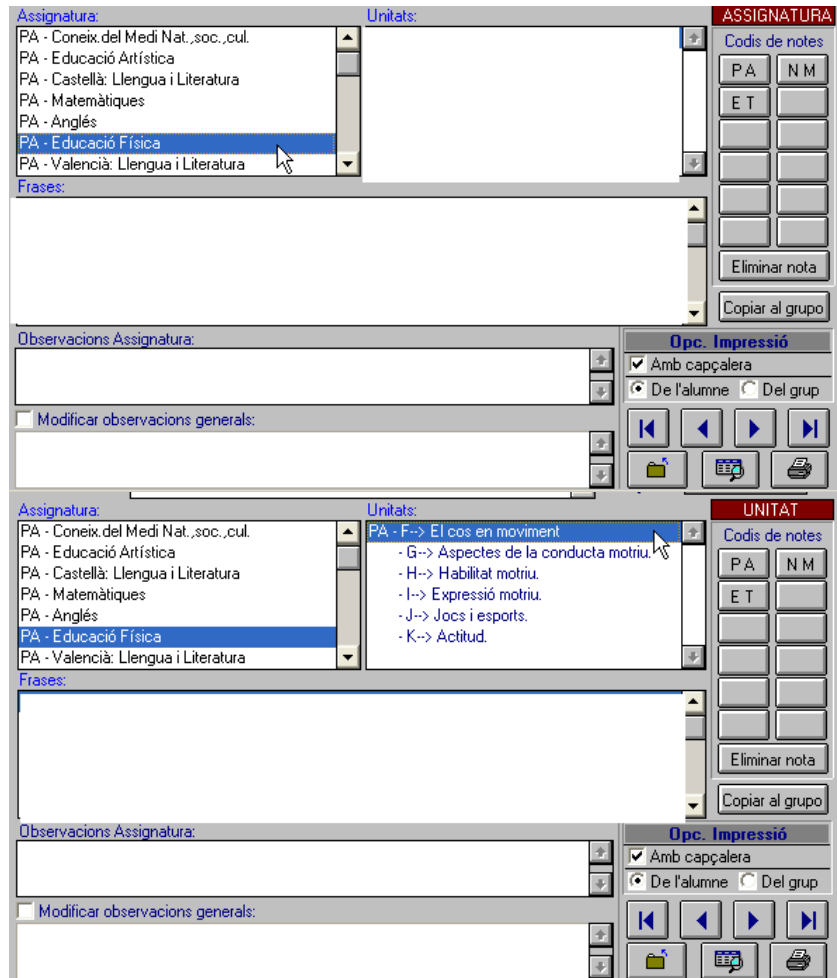 Assignatura:
PA - Coneix.del Medi Nat.,soc.,cul.
PA - Educació Artística
PA - Castellà: Llengua i Literatura
PA - Matemàtiques
PA - Anglés
PA - Educació Física
PA - Valencià: Llengua i Literatura
Unitats:
ASSIGNATURA
Codis de notes
PA NM
ET
Eliminar nota
Copiar al grupo
Frases:
Observacions Assignatura:
Modificar observacions generals:
Opc. Impressió
Amb capçalera
De l'alumne Del grup
Assignatura:
PA - Coneix.del Medi Nat.,soc.,cul.
PA - Educació Artística
PA - Castellà: Llengua i Literatura
PA - Matemàtiques
PA - Anglés
PA - Educació Física
PA - Valencià: Llengua i Literatura
Unitats:
PA - F--> El cos en moviment
- G--> Aspectes de la conducta motriu.
- H--> Habilitat motriu.
- I--> Expressió motriu.
- J--> Jocs i esports.
- K--> Actitud.
UNITAT
Codis de notes
PA NM
ET
Eliminar nota
Copiar al grupo
Frases:
Observacions Assignatura:
Modificar observacions generals:
Opc. Impressió
Amb capçalera
De l'alumne Del grup